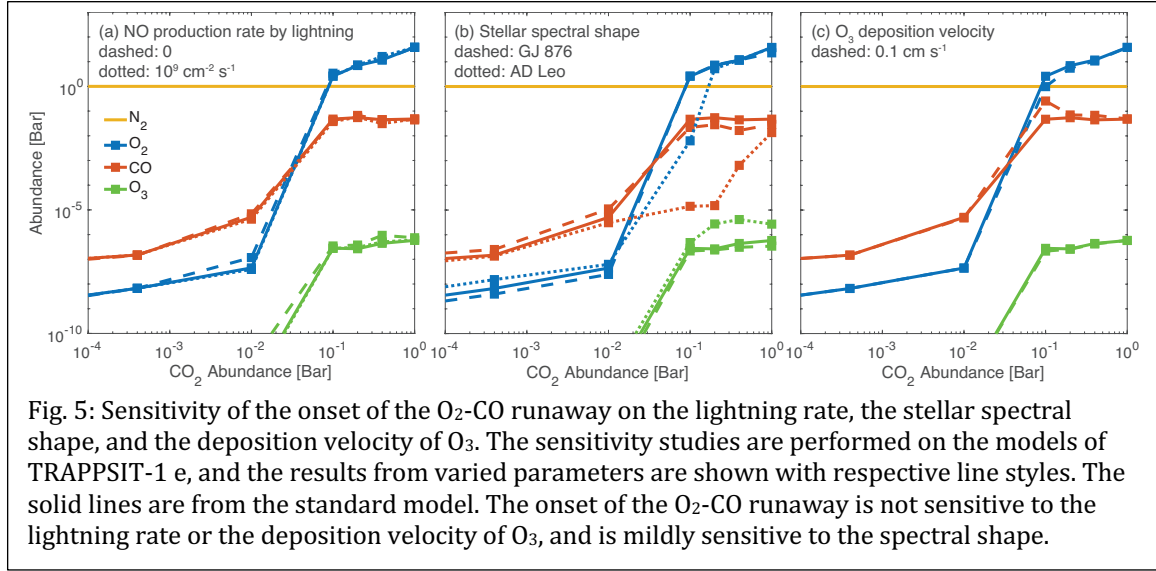 (a) NO production rate by lightning
dashed: 0
dotted: 10⁹ cm⁻² s⁻¹
(b) Stellar spectral shape
dashed: GJ 876
dotted: AD Leo
(c) O₃ deposition velocity
dashed: 0.1 cm s⁻¹
N₂
O₂
CO
O₃
Abundance [Bar]
10⁰
10⁻⁵
10⁻¹⁰
10⁻⁴ 10⁻³ 10⁻² 10⁻¹ 10⁰
10⁻⁴ 10⁻³ 10⁻² 10⁻¹ 10⁰
10⁻⁴ 10⁻³ 10⁻² 10⁻¹ 10⁰
CO₂ Abundance [Bar]
CO₂ Abundance [Bar]
CO₂ Abundance [Bar]
Fig. 5: Sensitivity of the onset of the O₂-CO runaway on the lightning rate, the stellar spectral
shape, and the deposition velocity of O₃. The sensitivity studies are performed on the models of
TRAPPSIT-1 e, and the results from varied parameters are shown with respective line styles. The
solid lines are from the standard model. The onset of the O₂-CO runaway is not sensitive to the
lightning rate or the deposition velocity of O₃, and is mildly sensitive to the spectral shape.